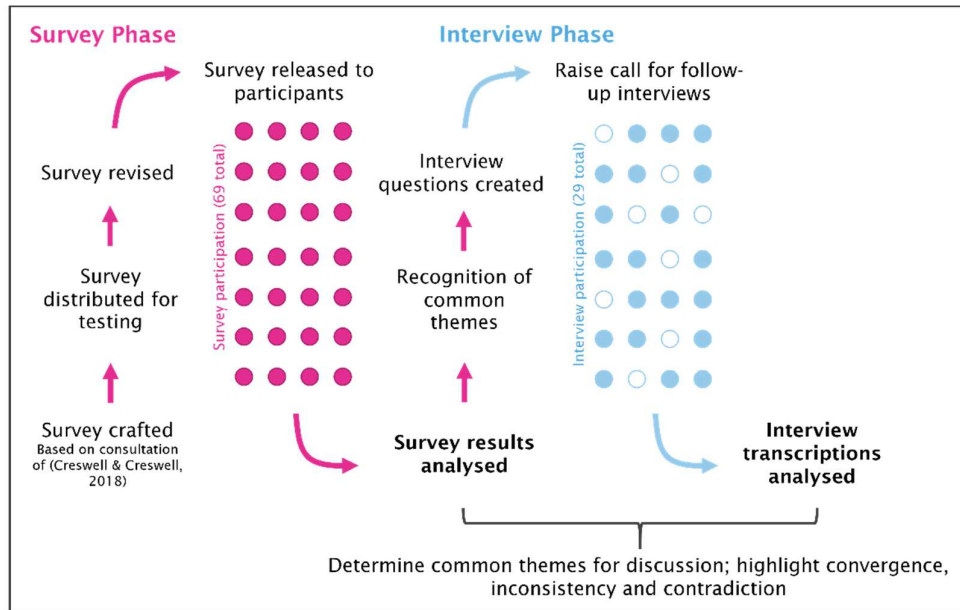 Survey Phase
Survey released to
participants
Survey participation (69 total)
Survey revised
Survey
distributed for
testing
Survey crafted
Based on consultation
of (Creswell & Creswell,
2018)
Interview Phase
Raise call for follow-
up interviews
Interview participation (29 total)
Interview
questions created
Recognition of
common
themes
Survey results
analysed
Interview
transcriptions
analysed
Determine common themes for discussion; highlight convergence,
inconsistency and contradiction